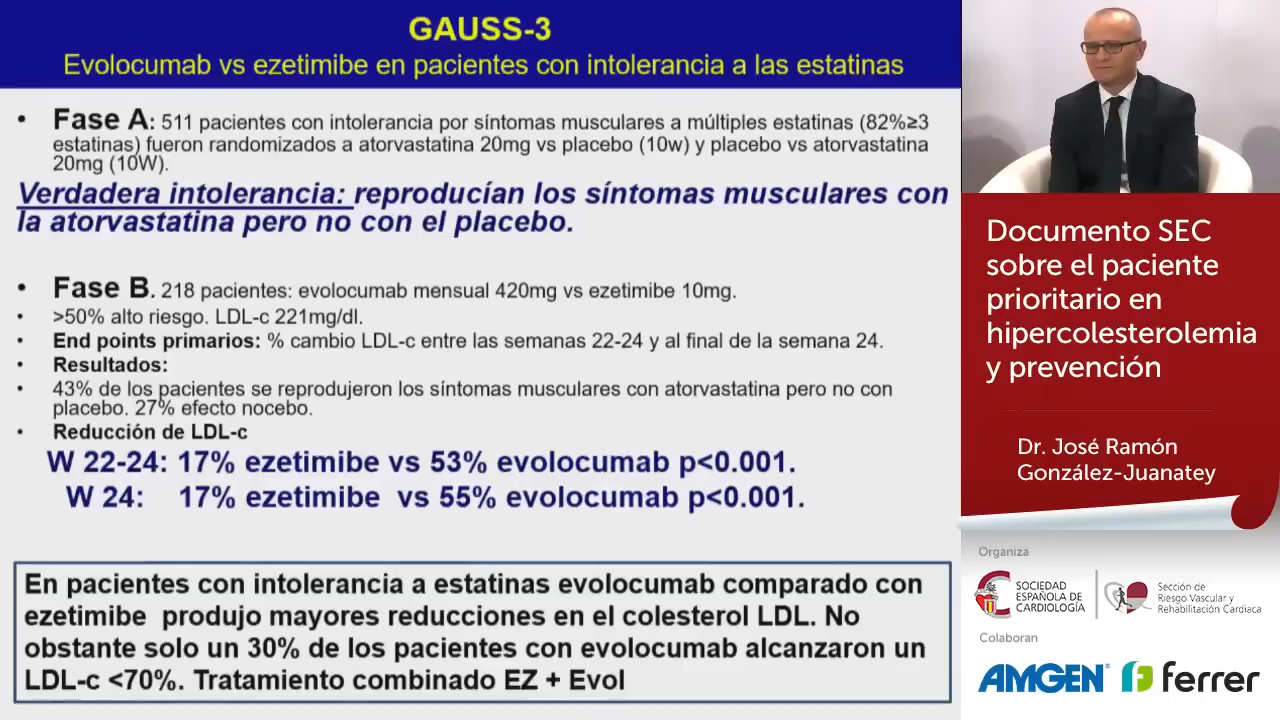 GAUSS-3
Evolocumab vs ezetimibe en pacientes con intolerancia a las estatinas
• Fase A: 511 pacientes con intolerancia por síntomas musculares a múltiples estatinas (82%≥3
estatinas) fueron randomizados a atorvastatina 20mg vs placebo (10w) y placebo vs atorvastatina
20mg (10W).
Verdadera intolerancia: reproducían los síntomas musculares con
la atorvastatina pero no con el placebo.
• Fase B. 218 pacientes: evolocumab mensual 420mg vs ezetimibe 10mg.
• >50% alto riesgo. LDL-c 221mg/dl.
• End points primarios: % cambio LDL-c entre las semanas 22-24 y al final de la semana 24.
• Resultados:
• 43% de los pacientes se reprodujeron los síntomas musculares con atorvastatina pero no con
placebo. 27% efecto nocebo.
• Reducción de LDL-c
W 22-24: 17% ezetimibe vs 53% evolocumab p<0.001.
W 24: 17% ezetimibe vs 55% evolocumab p<0.001.
En pacientes con intolerancia a estatinas evolocumab comparado con
ezetimibe produjo mayores reducciones en el colesterol LDL. No
obstante solo un 30% de los pacientes con evolocumab alcanzaron un
LDL-c <70%. Tratamiento combinado EZ + Evol
Documento SEC
sobre el paciente
prioritario en
hipercolesterolemia
y prevención
Dr. José Ramón
González-Juanatey
Organiza
SOCIEDAD
ESPAÑOLA DE
CARDIOLOGÍA
Sección de
Riesgo Vascular y
Rehabilitación Cardiaca
Colaboran
AMGEN®
ferrer